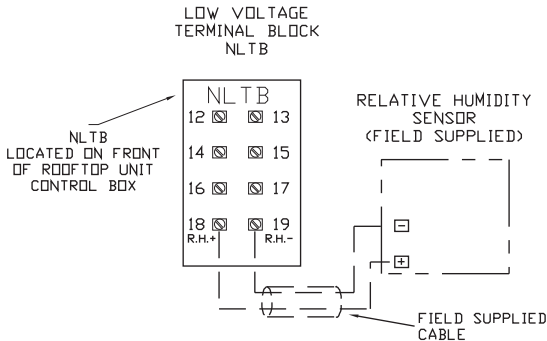 LOW VOLTAGE
TERMINAL BLOCK
NLTB
NLTB
12 13
14 15
16 17
18 19
R.H.+ R.H.-
NLTB
LOCATED ON FRONT
OF ROOFTOP UNIT
CONTROL BOX
RELATIVE HUMIDITY
SENSOR
(FIELD SUPPLIED)
-
+
FIELD SUPPLIED
CABLE